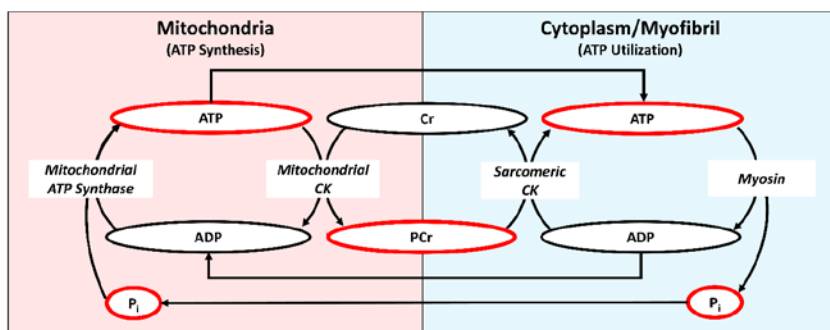 Mitochondria
(ATP Synthesis)
Cytoplasm/Myofibril
(ATP Utilization)
ATP
Cr
ATP
Mitochondrial
ATP Synthase
Mitochondrial
CK
Sarcomeric
CK
Myosin
ADP
PCr
ADP
Pi
Pi